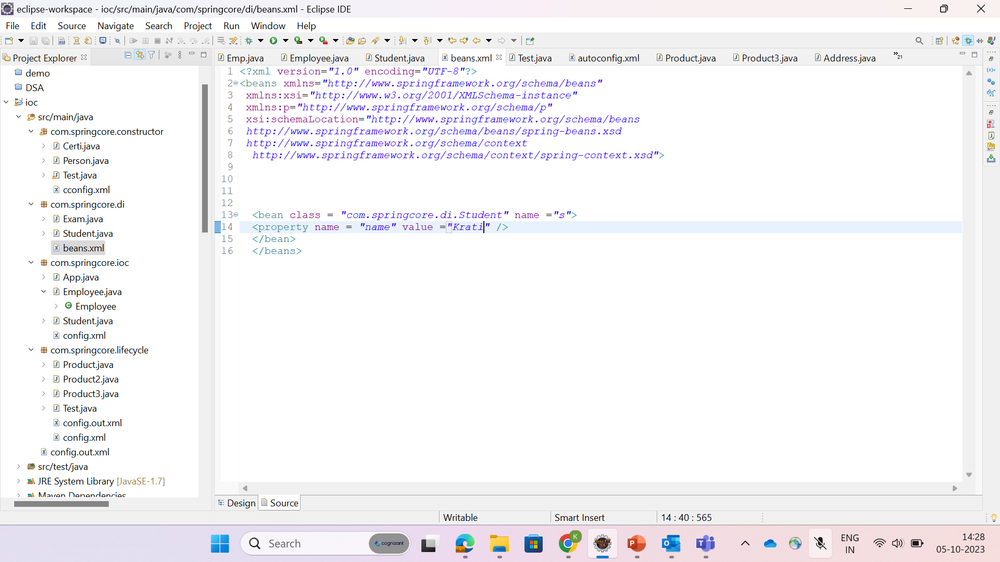 eclipse-workspace - ioc/src/main/java/com/springcore/di/beans.xml - Eclipse IDE
File Edit Source Navigate Search Project Run Window Help
Project Explorer
demo
DSA
ioc
src/main/java
com.springcore.constructor
Certi.java
Person.java
Test.java
cconfig.xml
com.springcore.di
Exam.java
Student.java
beans.xml
com.springcore.ioc
App.java
Employee.java
Employee
Student.java
config.xml
com.springcore.lifecycle
Product.java
Product2.java
Product3.java
Test.java
config.out.xml
config.xml
config.out.xml
src/test/java
JRE System Library [JavaSE-1.7]
Maven Dependencies
Emp.java Employee.java Student.java beans.xml Test.java autoconfig.xml Product.java Product3.java Address.java »21
1 <?xml version="1.0" encoding="UTF-8"?>
2 <beans xmlns="http://www.springframework.org/schema/beans"
3 xmlns:xsi="http://www.w3.org/2001/XMLSchema-instance"
4 xmlns:p="http://www.springframework.org/schema/p"
5 xsi:schemaLocation="http://www.springframework.org/schema/beans
6 http://www.springframework.org/schema/beans/spring-beans.xsd
7 http://www.springframework.org/schema/context
8 http://www.springframework.org/schema/context/spring-context.xsd">
9
10
11
12
13 <bean class = "com.springcore.di.Student" name ="s">
14 <property name = "name" value ="Krati" />
15 </bean>
16 </beans>
Design Source
Writable Smart Insert 14 : 40 : 565
Search cognizant
K
ENG
IN
14:28
05-10-2023